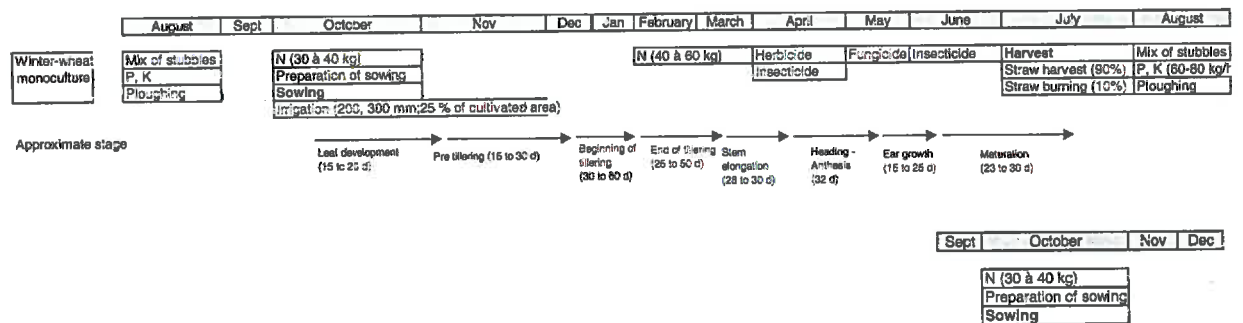 August Sept October Nov Dec Jan February March April May June July August
Winter-wheat Mix of stubbles N (30 à 40 kg) N (40 à 60 kg) Herbicide Fungicide Insecticide Harvest Mix of stubbles
monoculture P, K Preparation of sowing Insecticide Straw harvest (90%) P, K (60-80 kg/h
Ploughing Sowing Straw burning (10%) Ploughing
Irrigation (200, 300 mm;25 % of cultivated area)
Approximate stage
Leaf development
(15 to 25 d)
Pre tillering (15 to 30 d)
Beginning of
tillering
(30 to 60 d)
End of tillering
(25 to 50 d)
Stem
elongation
(28 to 30 d)
Heading -
Anthesis
(32 d)
Ear growth
(15 to 25 d)
Maturation
(23 to 30 d)
Sept October Nov Dec
N (30 à 40 kg)
Preparation of sowing
Sowing